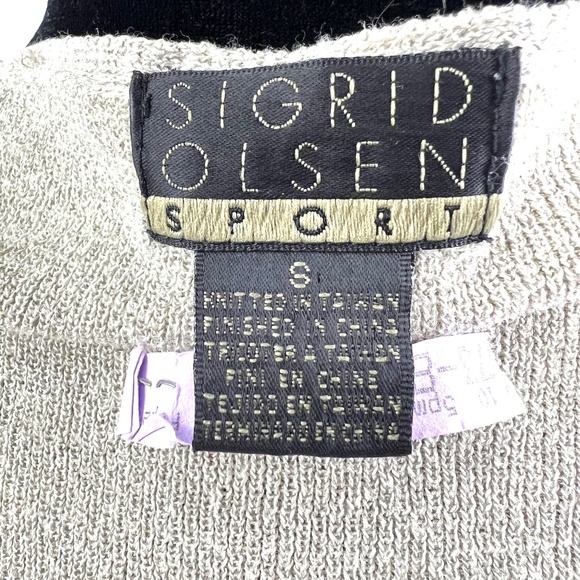 SIGRID
OLSEN
SPORT
S
KNITTED IN TAIWAN
FINISHED IN CHINA
TRICOTER A TAIWAN
FINI EN CHINE
TEJIDO EN TAIWAN
TERMINADO EN CHINA